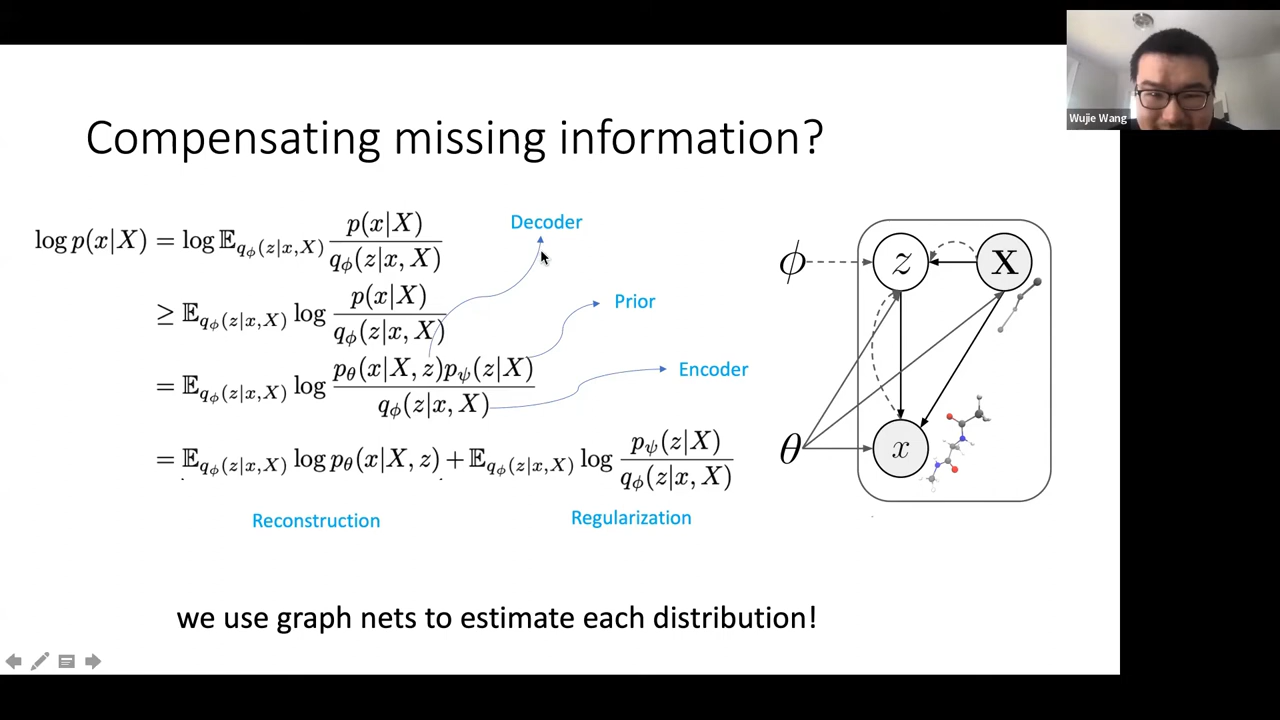 Wujie Wang
Compensating missing information?
log p(x|X) = log 𝔼_{q_ϕ(z|x,X)} p(x|X) / q_ϕ(z|x, X)
Decoder
≥ 𝔼_{q_ϕ(z|x,X)} log p(x|X) / q_ϕ(z|x, X)
Prior
= 𝔼_{q_ϕ(z|x,X)} log p_θ(x|X, z)p_ψ(z|X) / q_ϕ(z|x, X)
Encoder
= 𝔼_{q_ϕ(z|x,X)} log p_θ(x|X, z) + 𝔼_{q_ϕ(z|x,X)} log p_ψ(z|X) / q_ϕ(z|x, X)
Reconstruction
Regularization
ϕ z X
θ x
we use graph nets to estimate each distribution!